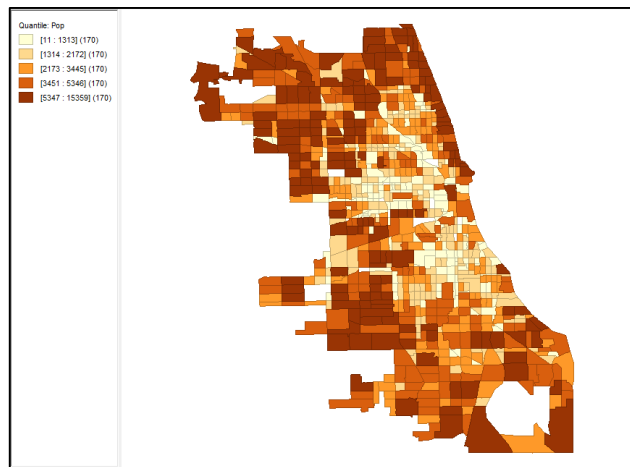 Quantile: Pop
[11 : 1313] (170)
[1314 : 2172] (170)
[2173 : 3445] (170)
[3451 : 5346] (170)
[5347 : 15359] (170)